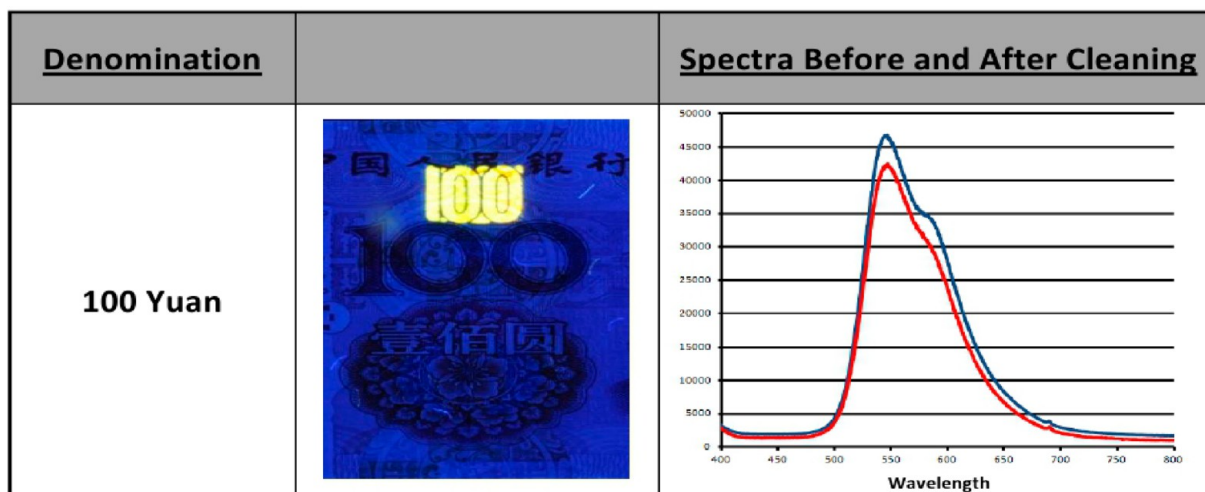 Denomination
Spectra Before and After Cleaning
100 Yuan
中国人民银行
100
100
壹佰圆
50000
45000
40000
35000
30000
25000
20000
15000
10000
5000
0
400 450 500 550 600 650 700 750 800
Wavelength